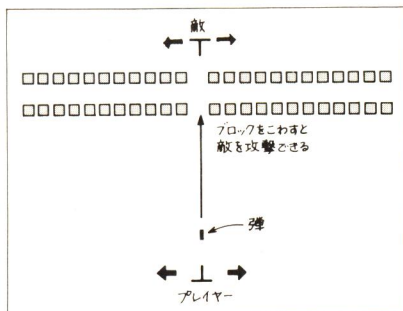 敵
ブロックをこわすと
敵を攻撃できる
弾
プレイヤー